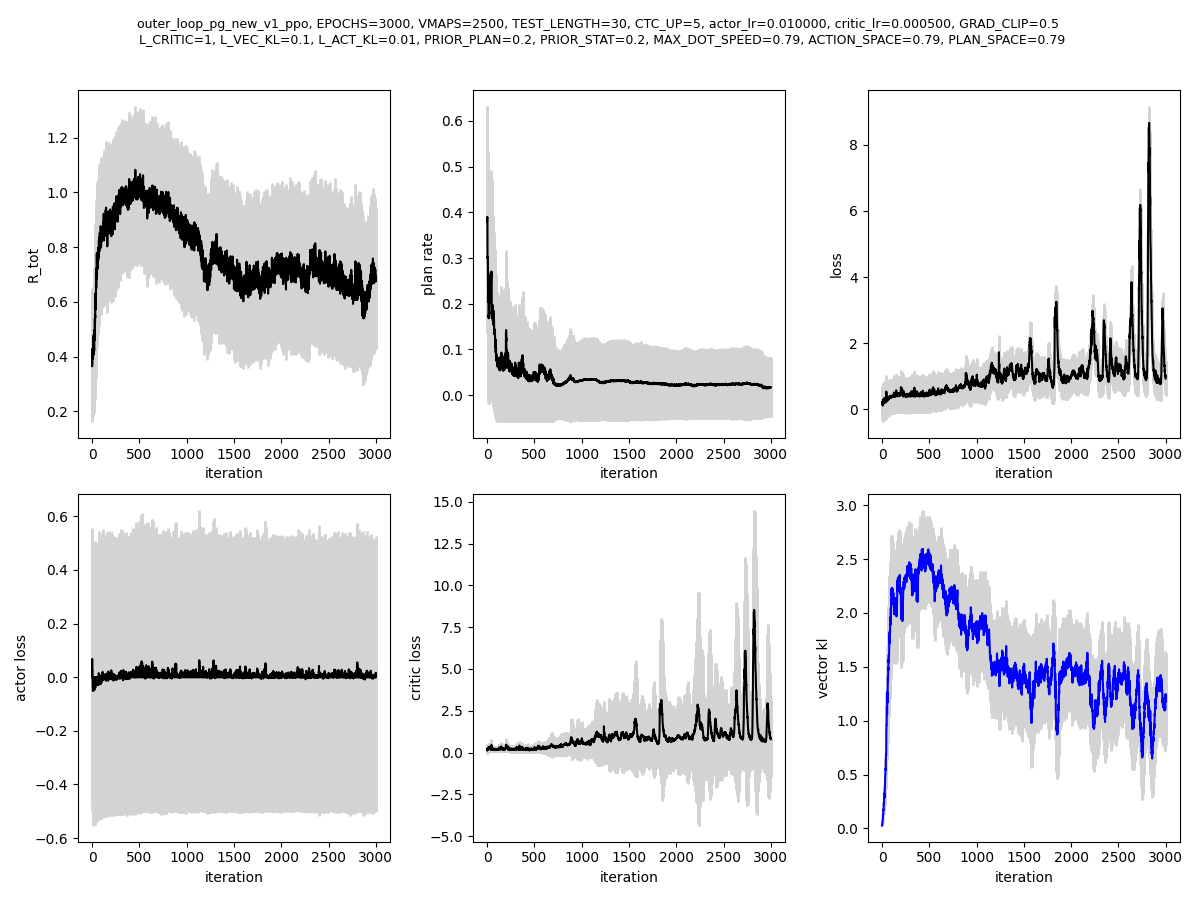 outer_loop_pg_new_v1_ppo, EPOCHS=3000, VMAPS=2500, TEST_LENGTH=30, CTC_UP=5, actor_lr=0.010000, critic_lr=0.000500, GRAD_CLIP=0.5
L_CRITIC=1, L_VEC_KL=0.1, L_ACT_KL=0.01, PRIOR_PLAN=0.2, PRIOR_STAT=0.2, MAX_DOT_SPEED=0.79, ACTION_SPACE=0.79, PLAN_SPACE=0.79
R_tot
1.2
1.0
0.8
0.6
0.4
0.2
0 500 1000 1500 2000 2500 3000
iteration
plan rate
0.6
0.5
0.4
0.3
0.2
0.1
0.0
0 500 1000 1500 2000 2500 3000
iteration
loss
8
6
4
2
0
0 500 1000 1500 2000 2500 3000
iteration
actor loss
0.6
0.4
0.2
0.0
−0.2
−0.4
−0.6
0 500 1000 1500 2000 2500 3000
iteration
critic loss
15.0
12.5
10.0
7.5
5.0
2.5
0.0
−2.5
−5.0
0 500 1000 1500 2000 2500 3000
iteration
vector kl
3.0
2.5
2.0
1.5
1.0
0.5
0.0
0 500 1000 1500 2000 2500 3000
iteration